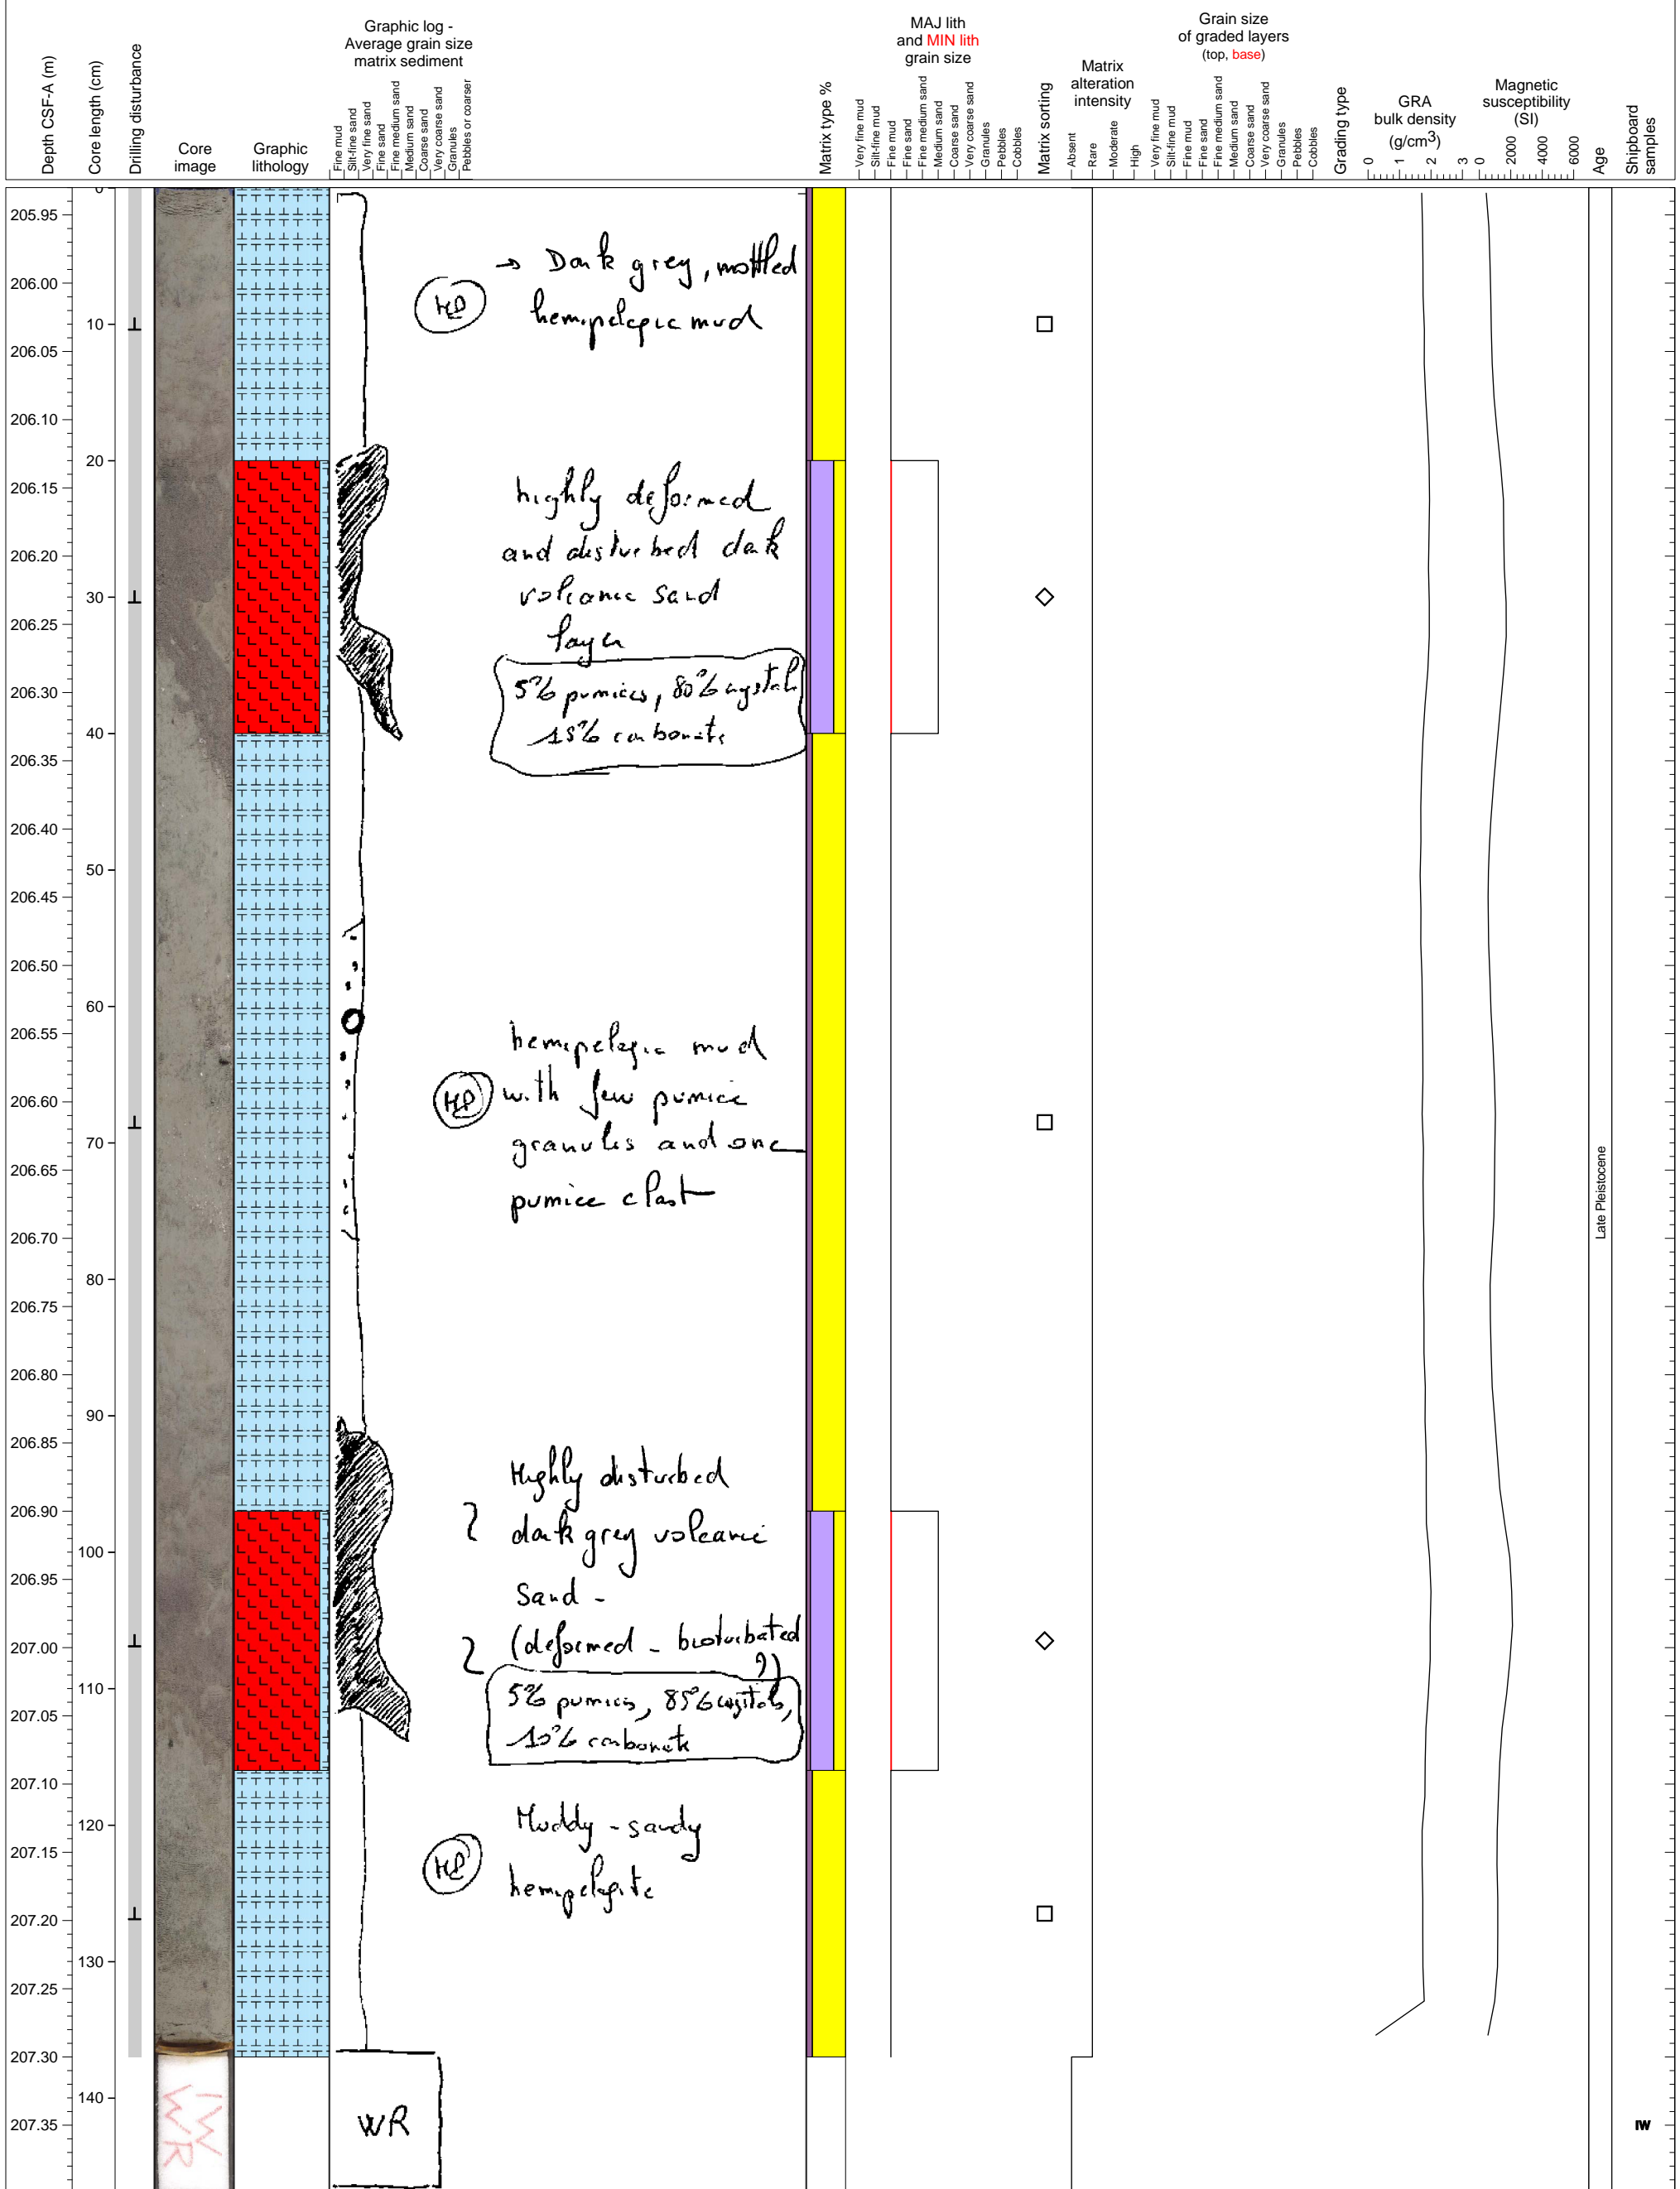 Depth CSF-A (m)
Core length (cm)
Drilling disturbance
Core
image
Graphic
lithology
Graphic log -
Average grain size
matrix sediment
Fine mud
Silt-fine sand
Very fine sand
Fine sand
Fine medium sand
Medium sand
Coarse sand
Very coarse sand
Granules
Pebbles or coarser
Matrix type %
MAJ lith
and MIN lith
grain size
Very fine mud
Silt-fine mud
Fine mud
Fine sand
Fine medium sand
Medium sand
Coarse sand
Very coarse sand
Granules
Pebbles
Cobbles
Matrix sorting
Matrix
alteration
intensity
Absent
Rare
Moderate
High
Grain size
of graded layers
(top, base)
Very fine mud
Silt-fine mud
Fine mud
Fine sand
Fine medium sand
Medium sand
Coarse sand
Very coarse sand
Granules
Pebbles
Cobbles
Grading type
GRA
bulk density
(g/cm3)
0 1 2 3
Magnetic
susceptibility
(SI)
0 2000 4000 6000
Age
Shipboard
samples
0
205.95
206.00
10
206.05
206.10
20
206.15
206.20
30
206.25
206.30
40
206.35
206.40
50
206.45
206.50
60
206.55
206.60
70
206.65
206.70
80
206.75
206.80
90
206.85
206.90
100
206.95
207.00
110
207.05
207.10
120
207.15
207.20
130
207.25
207.30
140
207.35
→ Dark grey, mottled
HP
hemipelagic mud
highly deformed
and disturbed dark
volcanic sand
layer
5% pumices, 80% crystals
15% carbonate
hemipelagic mud
HP
with few pumice
granules and one
pumice clast
Highly disturbed
dark grey volcanic
sand -
(deformed - bioturbated
?)
5% pumices, 85% crystals,
10% carbonate
Muddy - sandy
HP
hemipelagite
WR
IW
WR
Late Pleistocene
IW